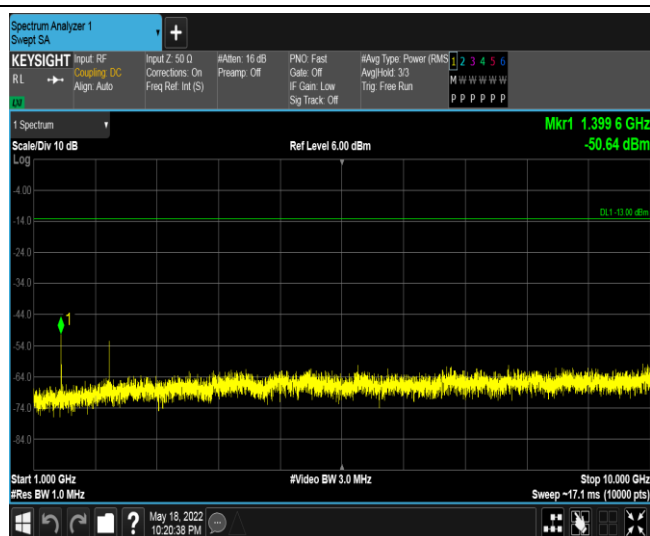 Spectrum Analyzer 1
Swept SA
+
KEYSIGHT
RL
LM
Input: RF
Coupling: DC
Align: Auto
Input Z: 50 Ω
Corrections: On
Freq Ref: Int (S)
#Atten: 16 dB
Preamp: Off
PNO: Fast
Gate: Off
IF Gain: Low
Sig Track: Off
#Avg Type: Power (RMS
Avg|Hold: 3/3
Trig: Free Run
1 2 3 4 5 6
M W W W W W
P P P P P P
1 Spectrum
Mkr1 1.399 6 GHz
Scale/Div 10 dB
Ref Level 6.00 dBm
-50.64 dBm
Log
-4.00
DL1 -13.00 dBm
-14.0
-24.0
-34.0
-44.0
1
-54.0
-64.0
-74.0
-84.0
Start 1.000 GHz
#Video BW 3.0 MHz
Stop 10.000 GHz
#Res BW 1.0 MHz
Sweep ~17.1 ms (10000 pts)
?
May 18, 2022
10:20:38 PM